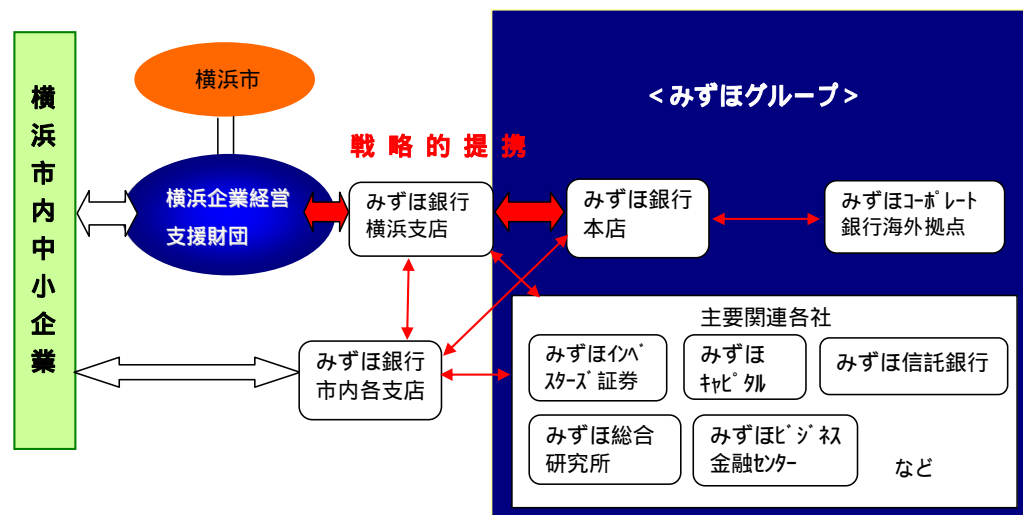 横浜市内中小企業
横浜市
横浜企業経営
支援財団
戦略的提携
みずほ銀行
横浜支店
みずほ銀行
市内各支店
<みずほグループ>
みずほ銀行
本店
みずほｺｰﾎﾟﾚｰﾄ
銀行海外拠点
主要関連各社
みずほｲﾝﾍﾞ
ｽﾀｰｽﾞ証券
みずほ
ｷｬﾋﾟﾀﾙ
みずほ信託銀行
みずほ総合
研究所
みずほﾋﾞｼﾞﾈｽ
金融ｾﾝﾀｰ
など